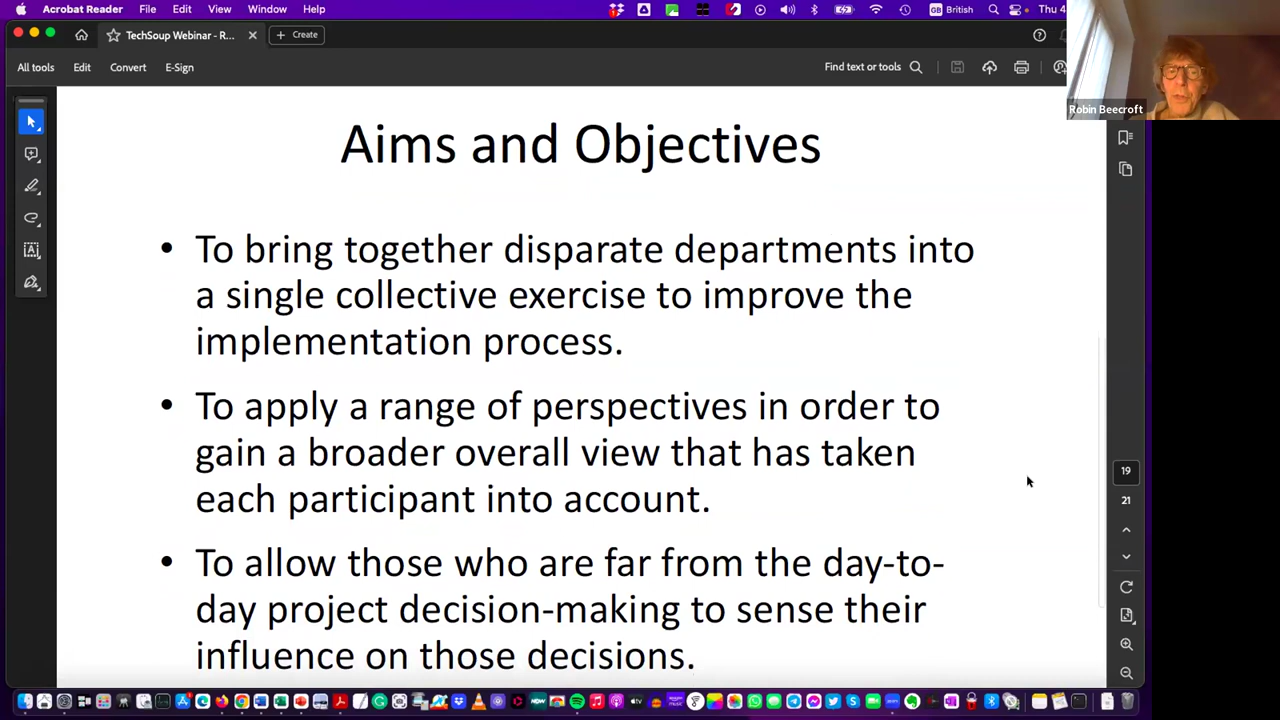 Acrobat Reader File Edit View Sign Window Help
British Thu 4
TechSoup Webinar - R... Create
All tools Edit Convert E-Sign Find text or tools
Robin Beecroft
Aims and Objectives
• To bring together disparate departments into
a single collective exercise to improve the
implementation process.
• To apply a range of perspectives in order to
gain a broader overall view that has taken
each participant into account.
• To allow those who are far from the day-to-
day project decision-making to sense their
influence on those decisions.
19
21